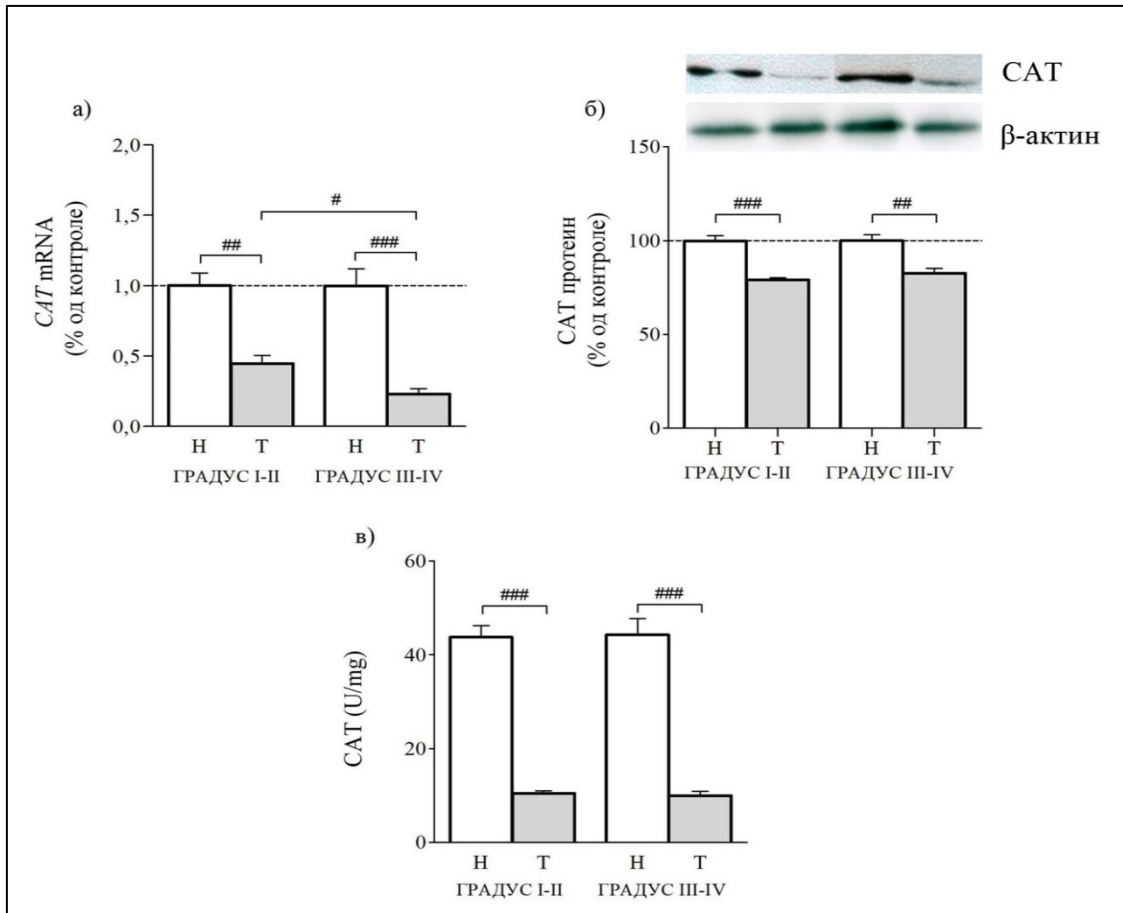 а)
2,0
1,5
1,0
0,5
0,0
CAT mRNA
(% од контроле)
#
##
###
Н Т Н Т
ГРАДУС I-II ГРАДУС III-IV
CAT
β-актин
б)
150
100
50
0
CAT протеин
(% од контроле)
###
##
Н Т Н Т
ГРАДУС I-II ГРАДУС III-IV
в)
60
40
20
0
CAT (U/mg)
###
###
Н Т Н Т
ГРАДУС I-II ГРАДУС III-IV